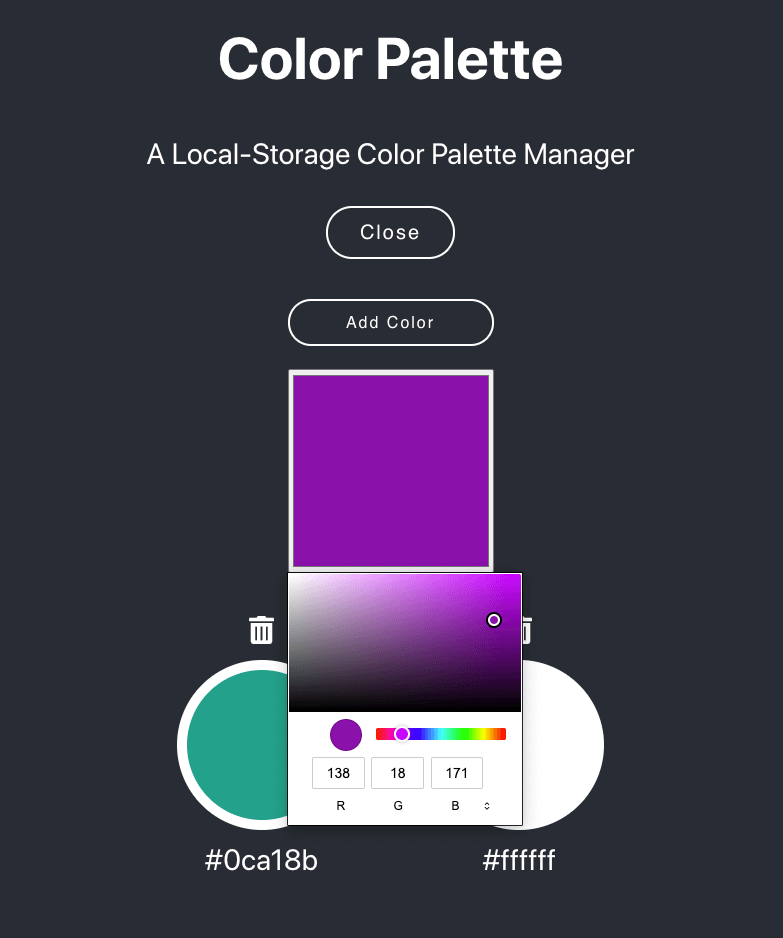 Color Palette
A Local-Storage Color Palette Manager
Close
Add Color
138 18 171
R G B
#0ca18b #ffffff